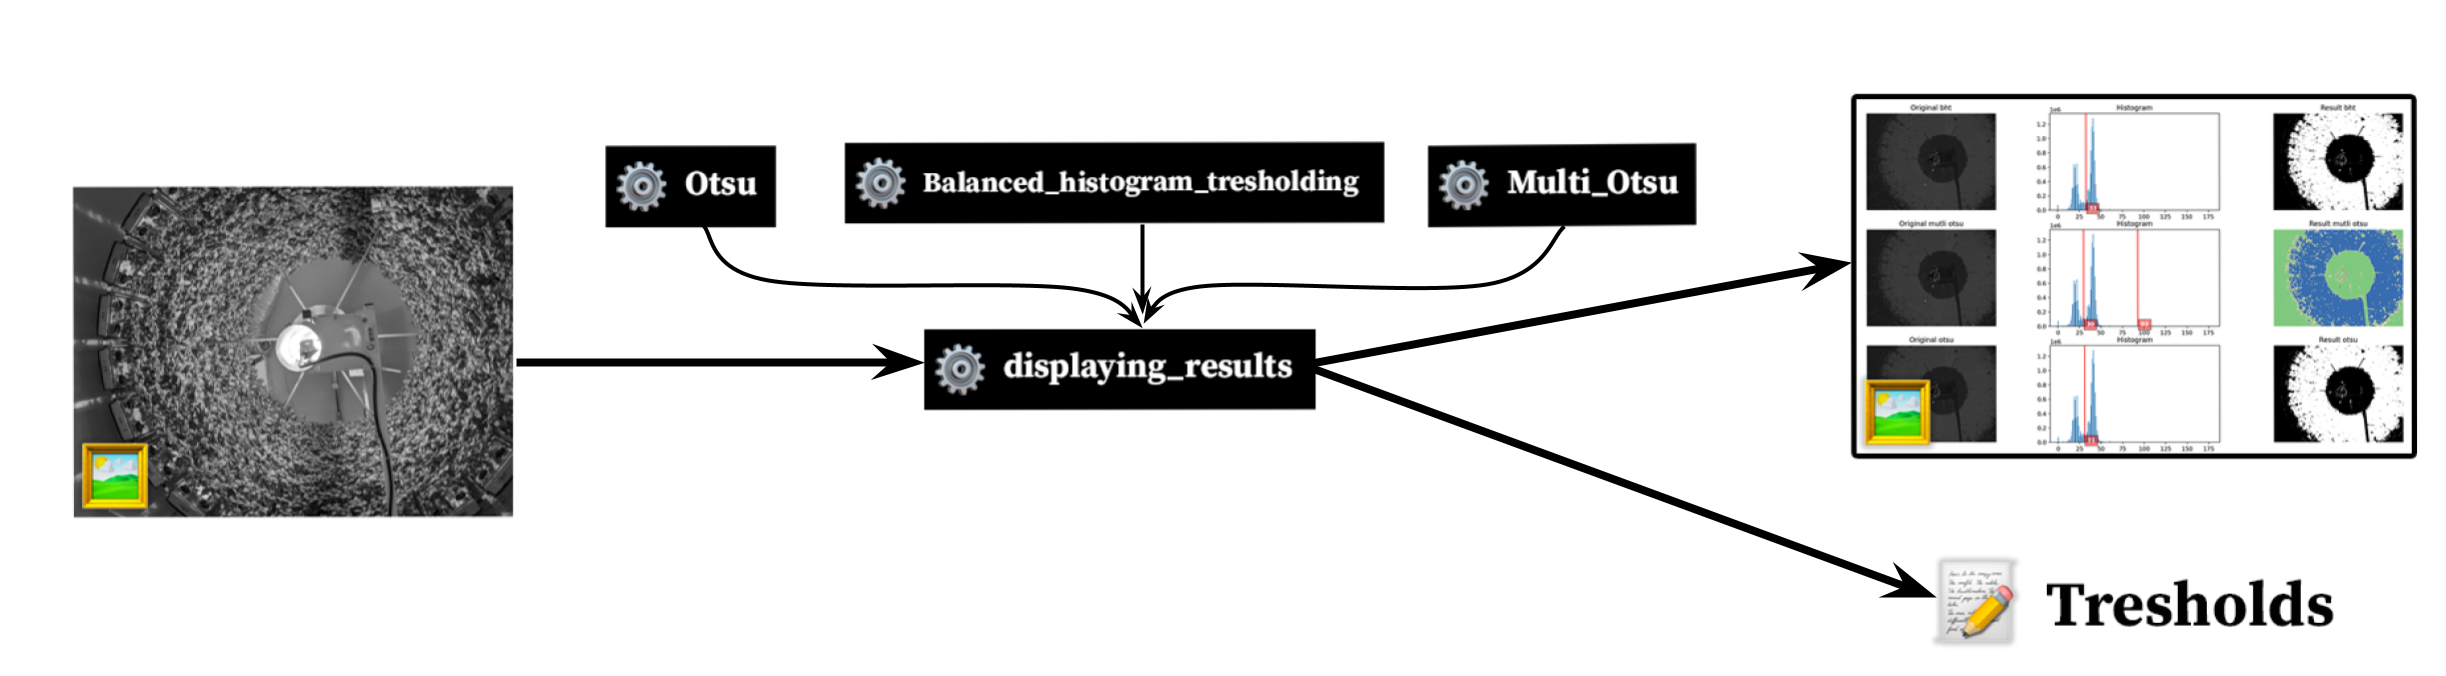 Otsu
Balanced_histogram_tresholding
Multi_Otsu
displaying_results
Original bht
Histogram
Result bht
1e6
1.2
1.0
0.8
0.6
0.4
0.2
0.0
0 25 50 75 100 125 150 175
33
Original mutli otsu
Histogram
Result mutli otsu
1e6
1.2
1.0
0.8
0.6
0.4
0.2
0.0
0 25 50 75 100 125 150 175
Original otsu
Histogram
Result otsu
1e6
1.2
1.0
0.8
0.6
0.4
0.2
0.0
0 25 50 75 100 125 150 175
Tresholds